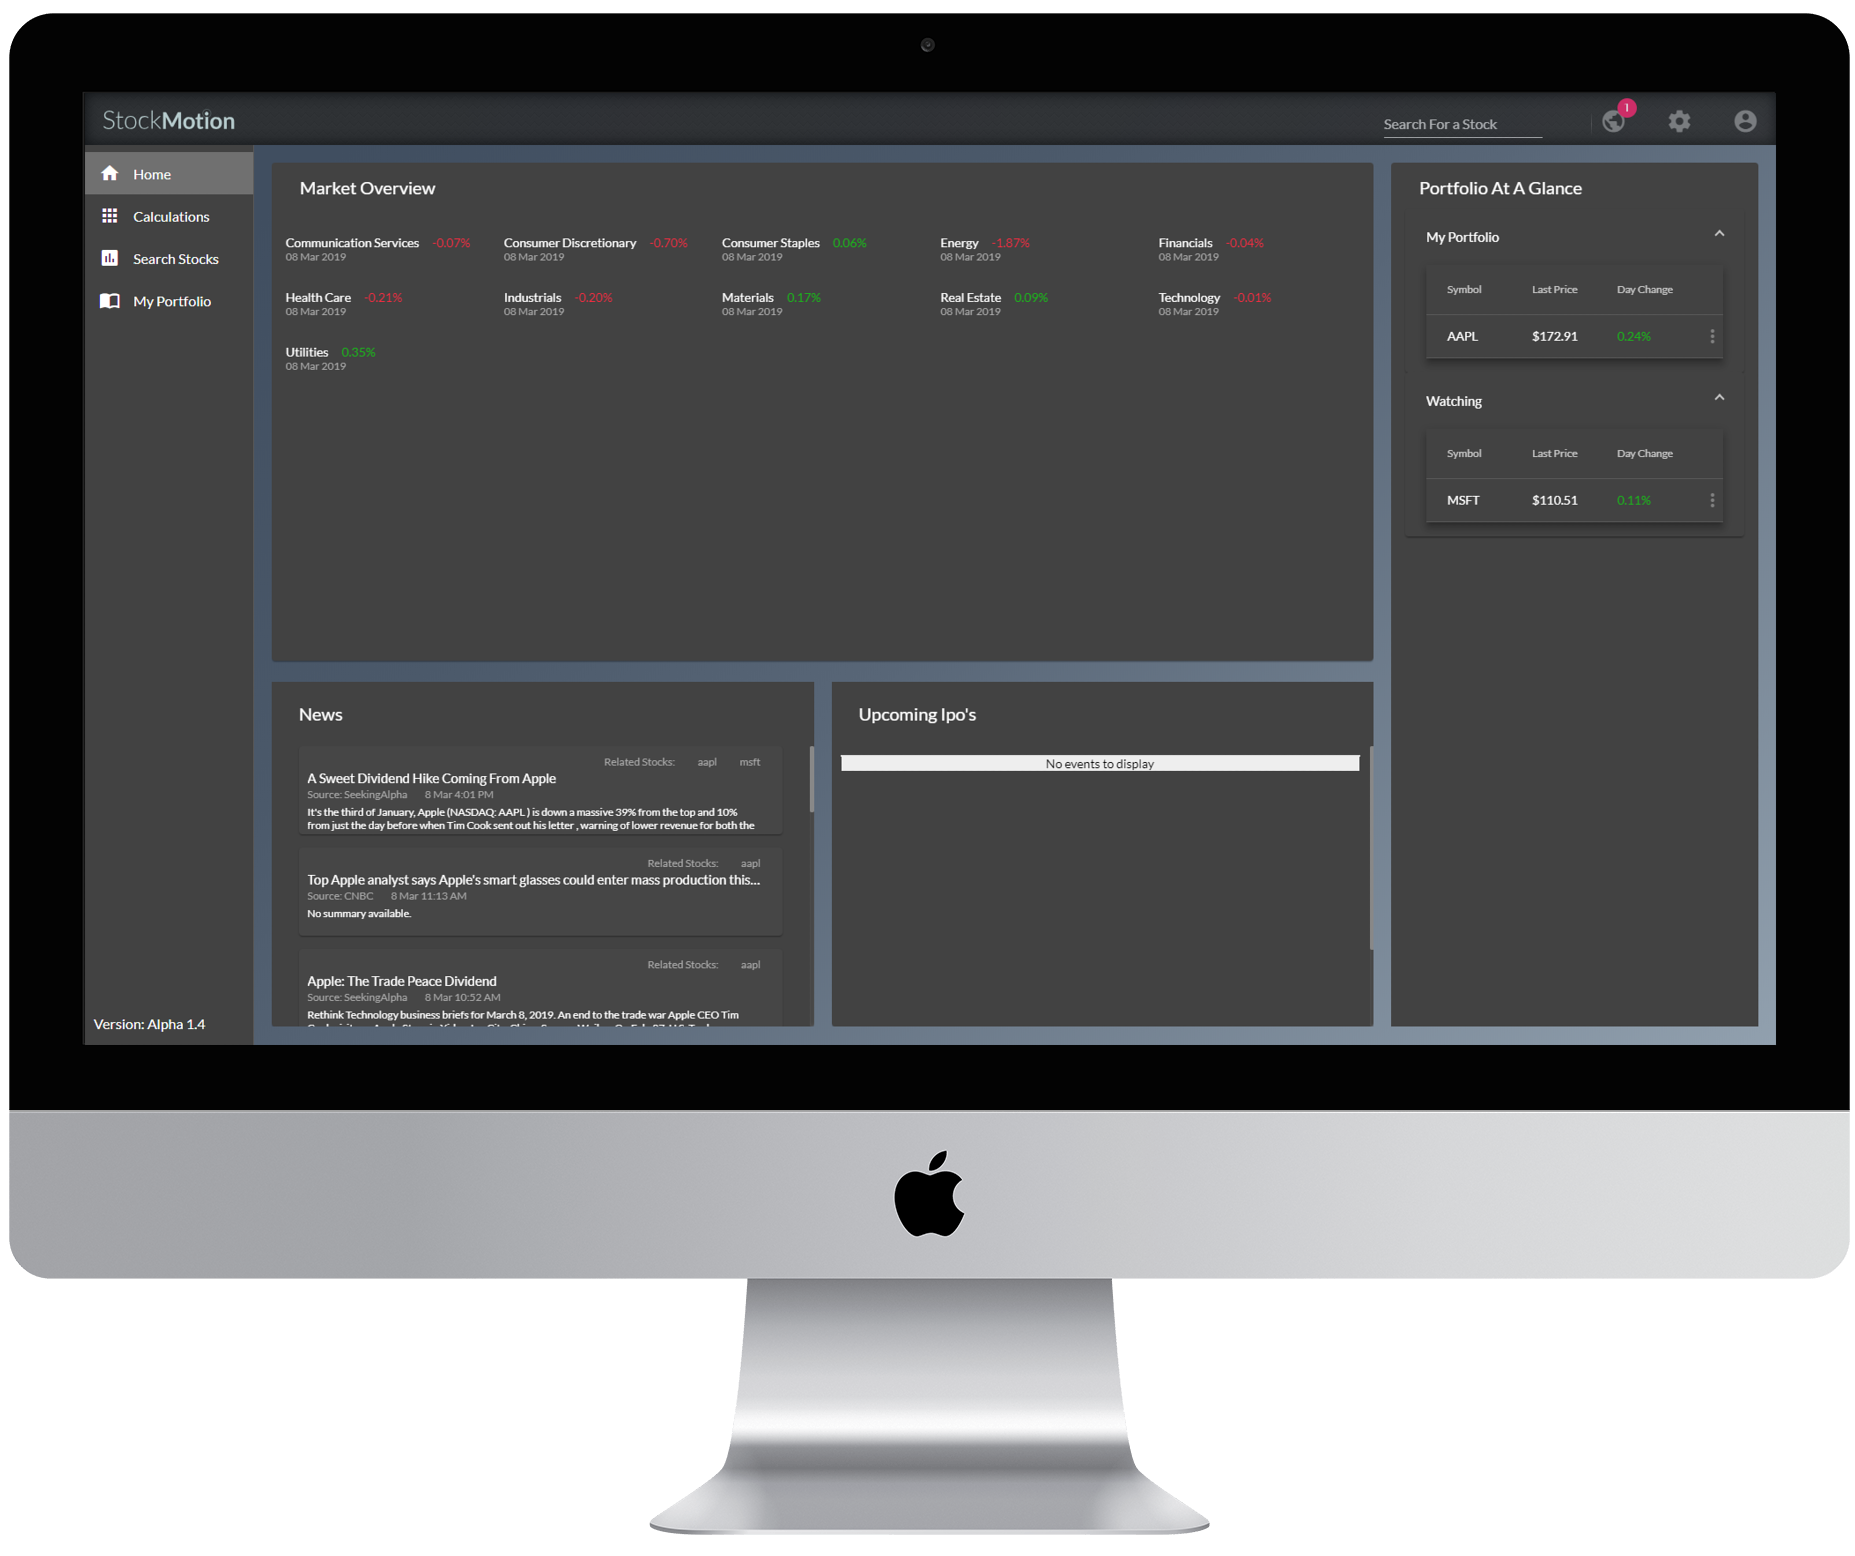 StockMotion
Search For a Stock
1
Home
Calculations
Search Stocks
My Portfolio
Version: Alpha 1.4
Market Overview
Communication Services -0.07%
08 Mar 2019
Consumer Discretionary -0.70%
08 Mar 2019
Consumer Staples 0.06%
08 Mar 2019
Energy -1.87%
08 Mar 2019
Financials -0.04%
08 Mar 2019
Health Care -0.21%
08 Mar 2019
Industrials -0.20%
08 Mar 2019
Materials 0.17%
08 Mar 2019
Real Estate 0.09%
08 Mar 2019
Technology -0.01%
08 Mar 2019
Utilities 0.35%
08 Mar 2019
News
Related Stocks: aapl msft
A Sweet Dividend Hike Coming From Apple
Source: SeekingAlpha 8 Mar 4:01 PM
It's the third of January, Apple (NASDAQ: AAPL ) is down a massive 39% from the top and 10%
from just the day before when Tim Cook sent out his letter , warning of lower revenue for both the
Related Stocks: aapl
Top Apple analyst says Apple's smart glasses could enter mass production this...
Source: CNBC 8 Mar 11:13 AM
No summary available.
Related Stocks: aapl
Apple: The Trade Peace Dividend
Source: SeekingAlpha 8 Mar 10:52 AM
Rethink Technology business briefs for March 8, 2019. An end to the trade war Apple CEO Tim
Upcoming Ipo's
No events to display
Portfolio At A Glance
My Portfolio
Symbol Last Price Day Change
AAPL $172.91 0.24%
Watching
Symbol Last Price Day Change
MSFT $110.51 0.11%